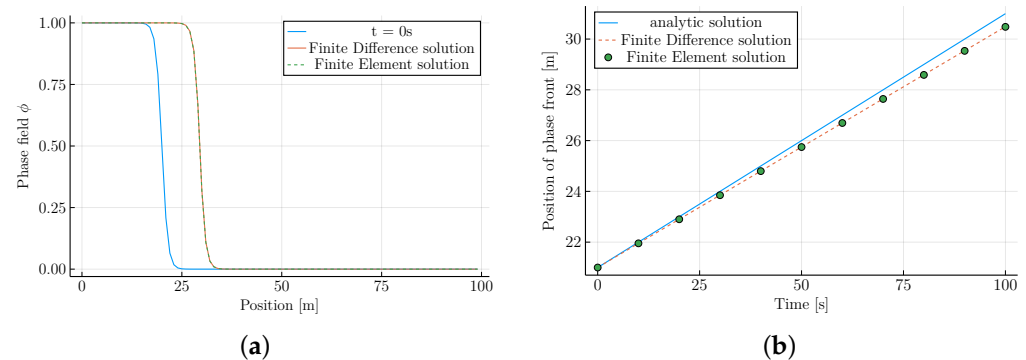 1.00
0.75
0.50
0.25
0.00
Phase field ϕ
t = 0s
Finite Difference solution
Finite Element solution
0 25 50 75 100
Position [m]
(a)
30
28
26
24
22
Position of phase front [m]
analytic solution
Finite Difference solution
Finite Element solution
0 25 50 75 100
Time [s]
(b)